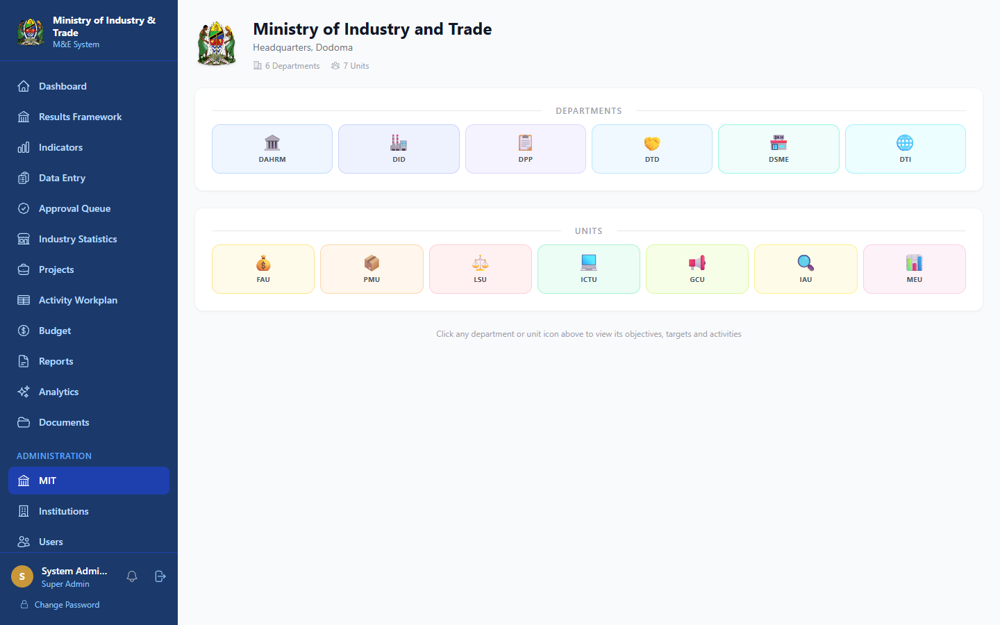 Ministry of Industry &
Trade
M&E System
Dashboard
Results Framework
Indicators
Data Entry
Approval Queue
Industry Statistics
Projects
Activity Workplan
Budget
Reports
Analytics
Documents
ADMINISTRATION
MIT
Institutions
Users
S
System Admi...
Super Admin
Change Password
Ministry of Industry and Trade
Headquarters, Dodoma
6 Departments
7 Units
DEPARTMENTS
DAHRM
DID
DPP
DTD
24 H
DSME
DTI
UNITS
FAU
PMU
LSU
ICTU
GCU
IAU
MEU
Click any department or unit icon above to view its objectives, targets and activities